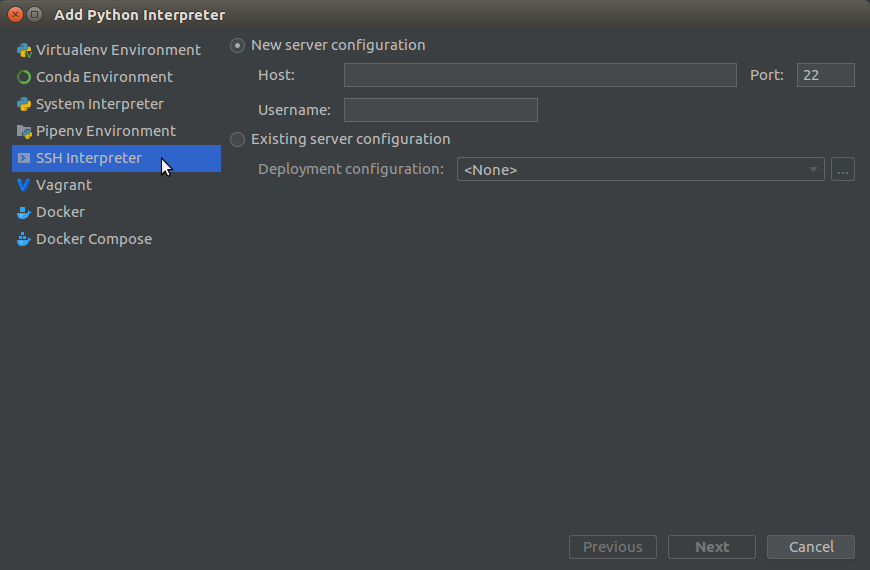 Add Python Interpreter
Virtualenv Environment
Conda Environment
System Interpreter
Pipenv Environment
SSH Interpreter
Vagrant
Docker
Docker Compose
New server configuration
Host:
Port: 22
Username:
Existing server configuration
Deployment configuration: <None> ...
Previous Next Cancel